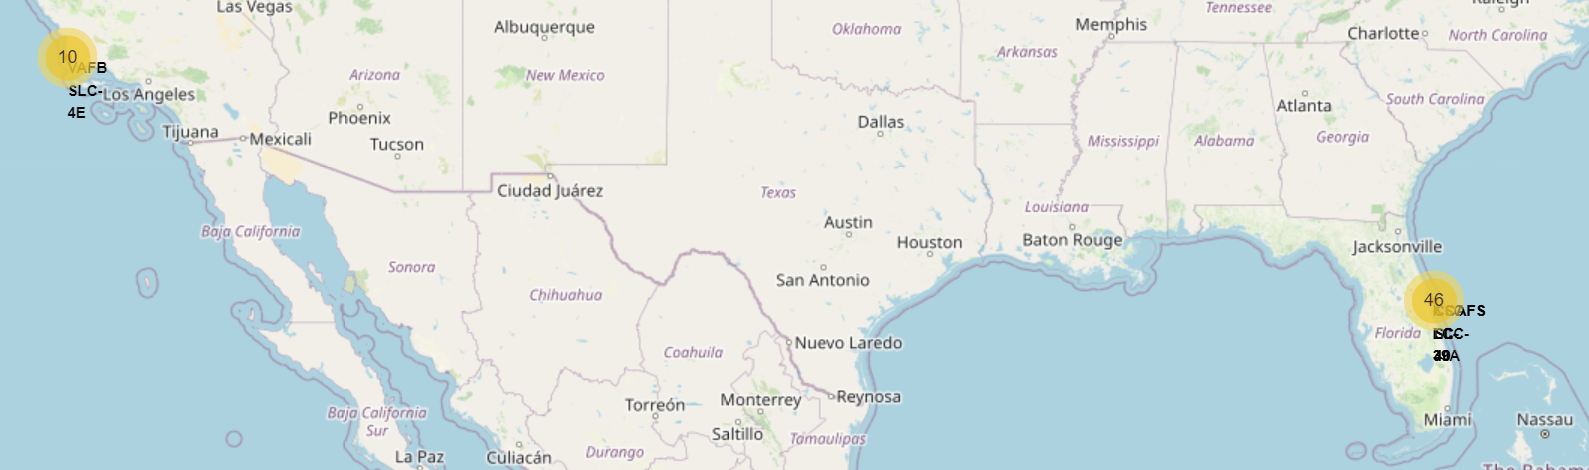 Las Vegas
Albuquerque
Oklahoma
Memphis
Tennessee
Charlotte
North Carolina
10
VAFB
SLC-
4E
Los Angeles
Arizona
New Mexico
Arkansas
Atlanta
South Carolina
Phoenix
Tijuana
Mexicali
Tucson
Dallas
Mississippi
Alabama
Georgia
Ciudad Juárez
Texas
Louisiana
Baja California
Austin
Houston
Baton Rouge
Jacksonville
Sonora
Chihuahua
San Antonio
46
Florida
Coahuila
Nuevo Laredo
Baja California
Sur
Torreón
Monterrey
Reynosa
Saltillo
Tamaulipas
Miami
Nassau
La Paz
Culiacán
Durango